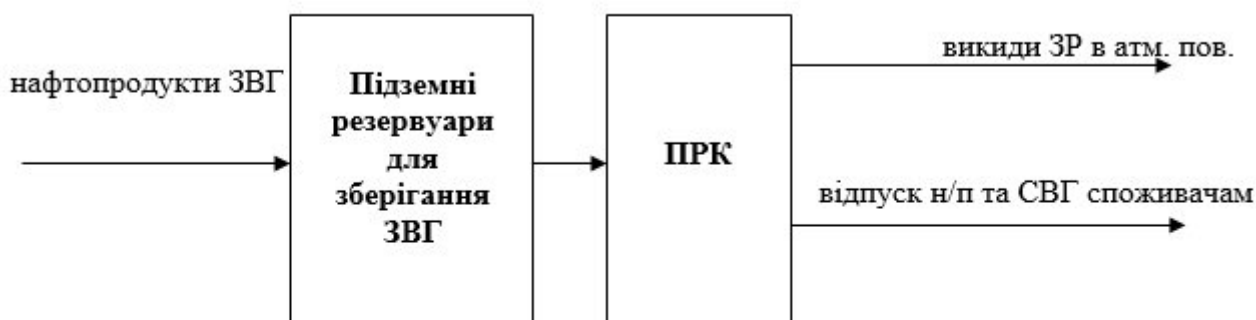 нафтопродукти ЗВГ
Підземні
резервуари
для
зберігання
ЗВГ
ПРК
викиди ЗР в атм. пов.
відпуск н/п та СВГ споживачам